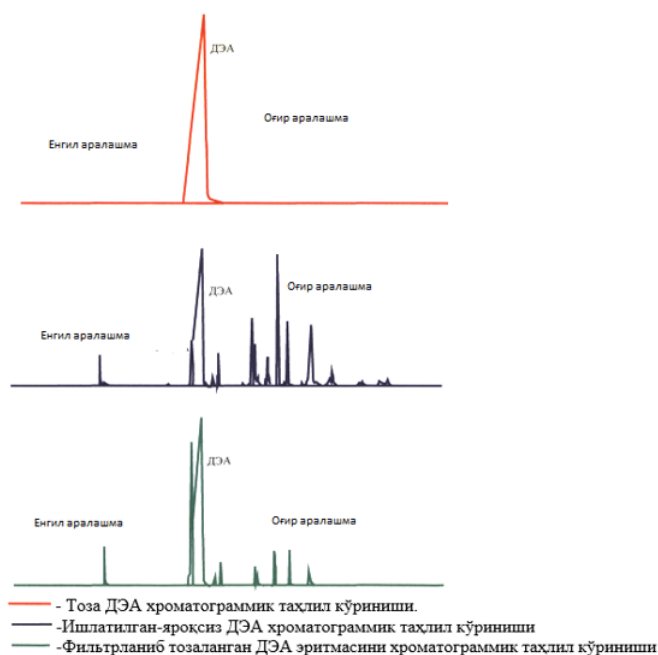 ДЭА
Оғир аралашма
Енгил аралашма
ДЭА
Оғир аралашма
Енгил аралашма
ДЭА
Енгил аралашма
Оғир аралашма
- Тоза ДЭА хроматограммик таҳлил кўриниши.
-Ишлатилган-яроқсиз ДЭА хроматограммик таҳлил кўриниши
-Фильтрланиб тозаланган ДЭА эритмасини хроматограммик таҳлил кўриниши